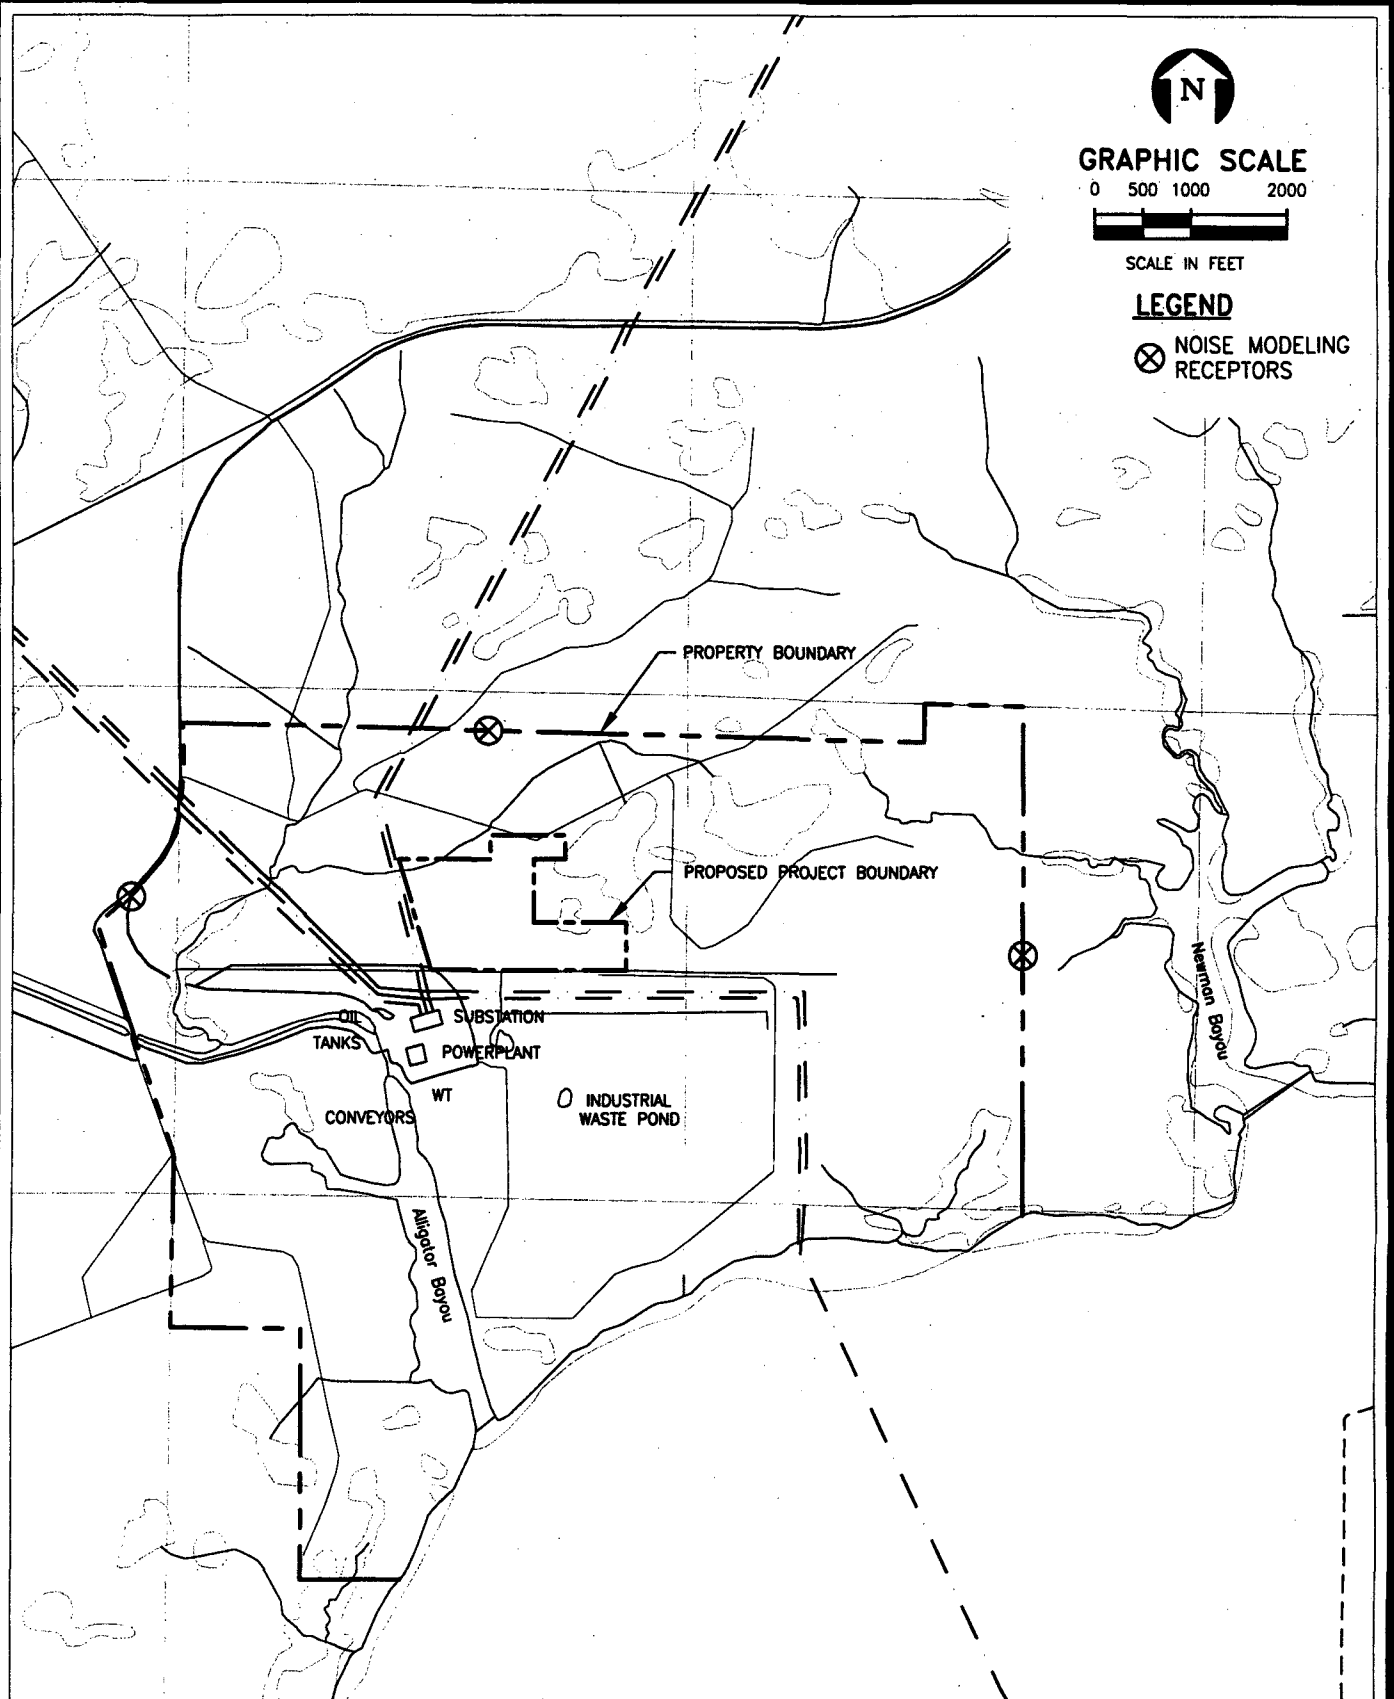 N
GRAPHIC SCALE
0 500 1000 2000
SCALE IN FEET
LEGEND
NOISE MODELING
RECEPTORS
PROPERTY BOUNDARY
PROPOSED PROJECT BOUNDARY
Newman Bayou
OIL
TANKS
SUBSTATION
POWERPLANT
WT
CONVEYORS
INDUSTRIAL
WASTE POND
Alligator Bayou